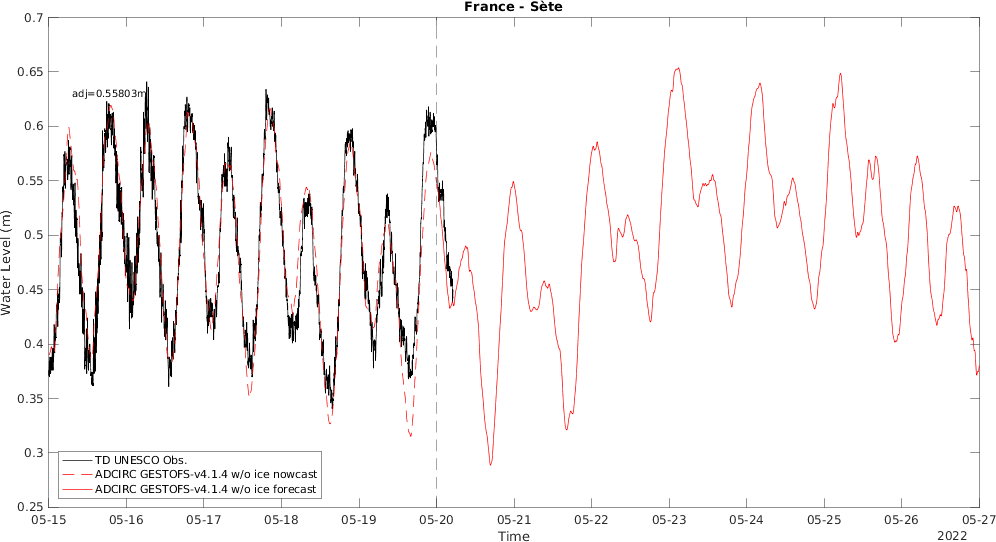 France - Sète
0.7
0.65
adj=0.55803m
0.6
0.55
0.5
Water Level (m)
0.45
0.4
0.35
0.3
0.25
TD UNESCO Obs.
ADCIRC GESTOFS-v4.1.4 w/o ice nowcast
ADCIRC GESTOFS-v4.1.4 w/o ice forecast
05-15 05-16 05-17 05-18 05-19 05-20 05-21 05-22 05-23 05-24 05-25 05-26 05-27
Time
2022